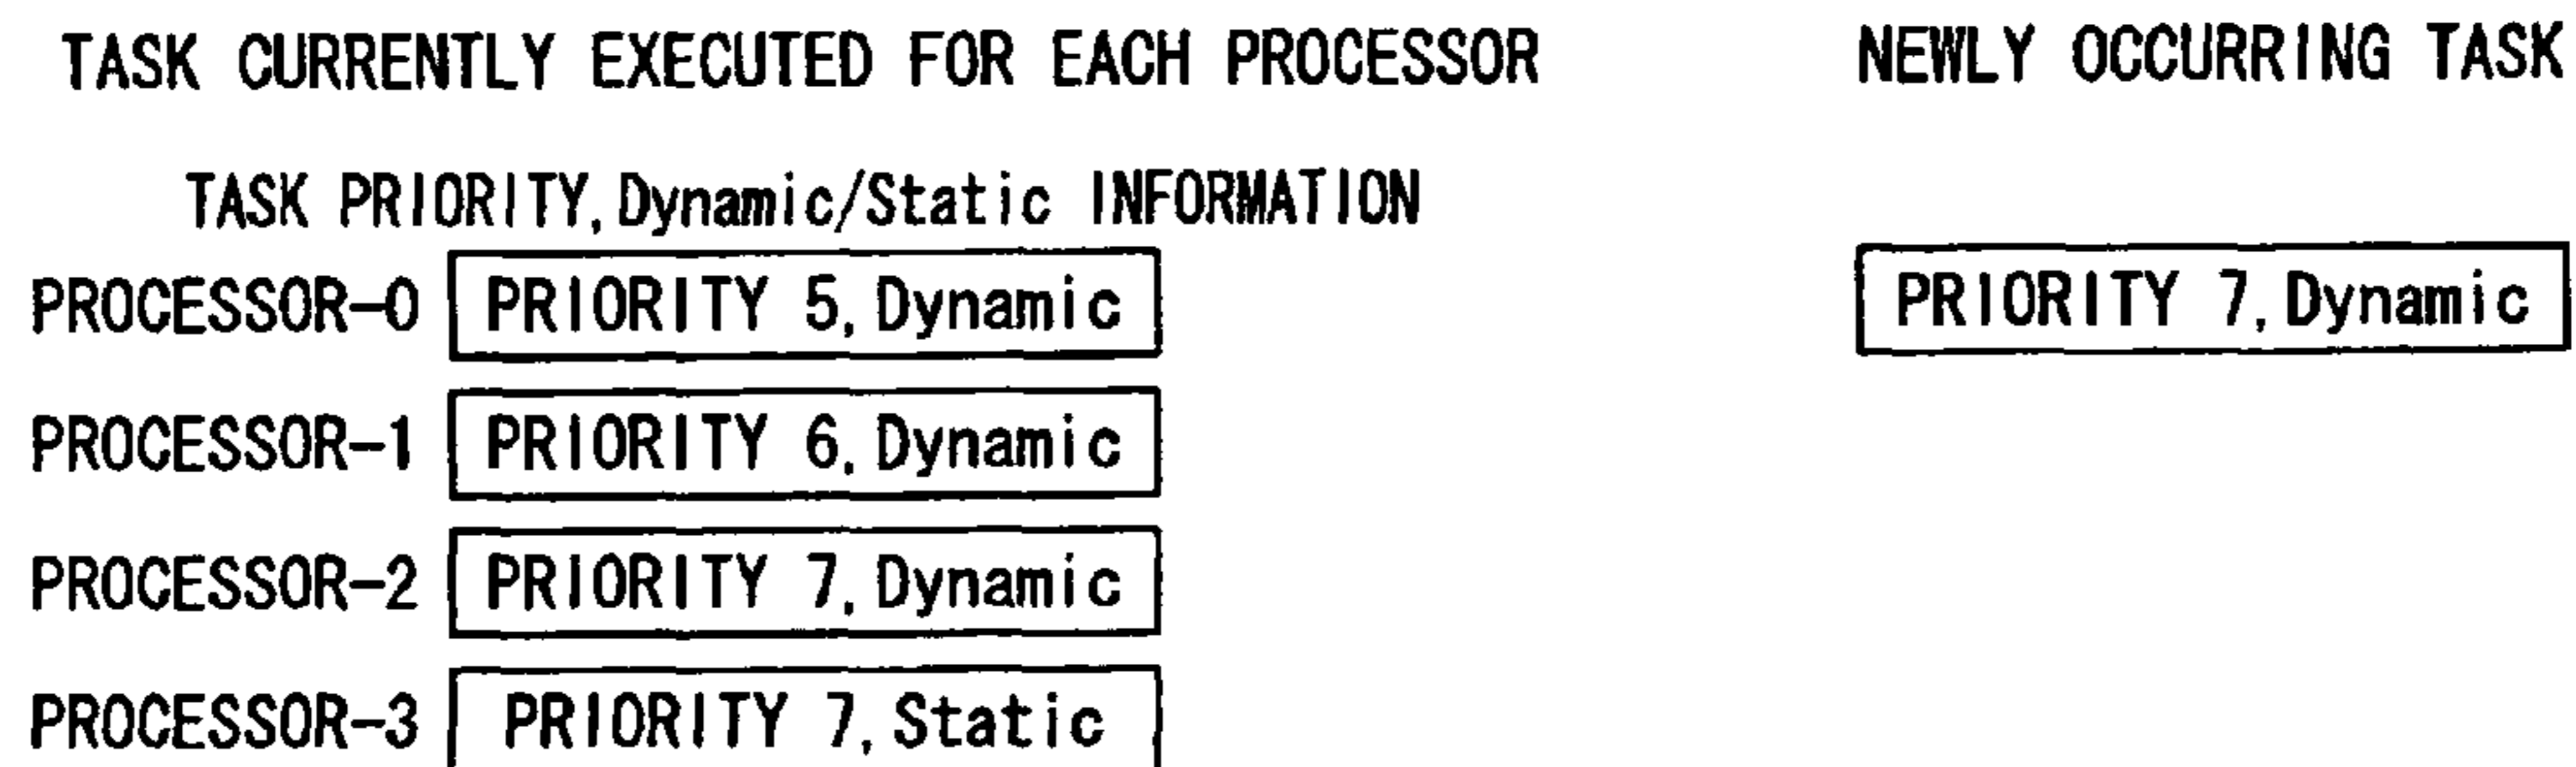 TASK CURRENTLY EXECUTED FOR EACH PROCESSOR
NEWLY OCCURRING TASK
TASK PRIORITY, Dynamic/Static INFORMATION
PROCESSOR-0 PRIORITY 5, Dynamic
PRIORITY 7, Dynamic
PROCESSOR-1 PRIORITY 6, Dynamic
PROCESSOR-2 PRIORITY 7, Dynamic
PROCESSOR-3 PRIORITY 7, Static